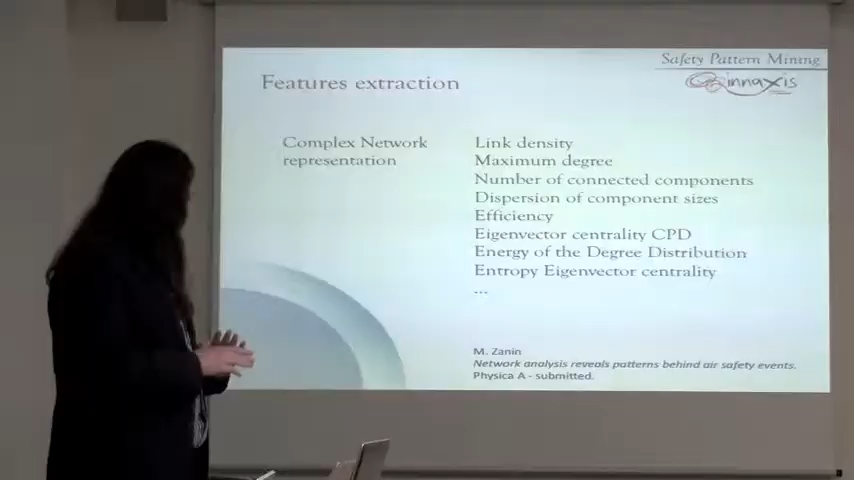 Safety Pattern Mining
innaxis
Features extraction
Complex Network
representation
Link density
Maximum degree
Number of connected components
Dispersion of component sizes
Efficiency
Eigenvector centrality CPD
Energy of the Degree Distribution
Entropy Eigenvector centrality
...
M. Zanin
Network analysis reveals patterns behind air safety events.
Physica A - submitted.